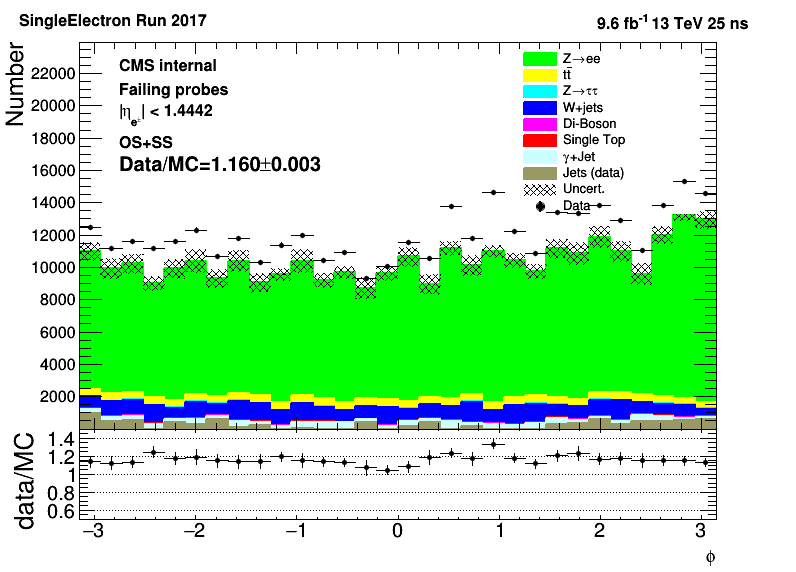 SingleElectron Run 2017
9.6 fb⁻¹ 13 TeV 25 ns
Number
22000
20000
18000
16000
14000
12000
10000
8000
6000
4000
2000
CMS internal
Failing probes
|η_e±| < 1.4442
OS+SS
Data/MC=1.160±0.003
Z→ee
tt̄
Z→ττ
W+jets
Di-Boson
Single Top
γ+Jet
Jets (data)
Uncert.
Data
data/MC
1.4
1.2
1
0.8
0.6
−3 −2 −1 0 1 2 3
ϕ